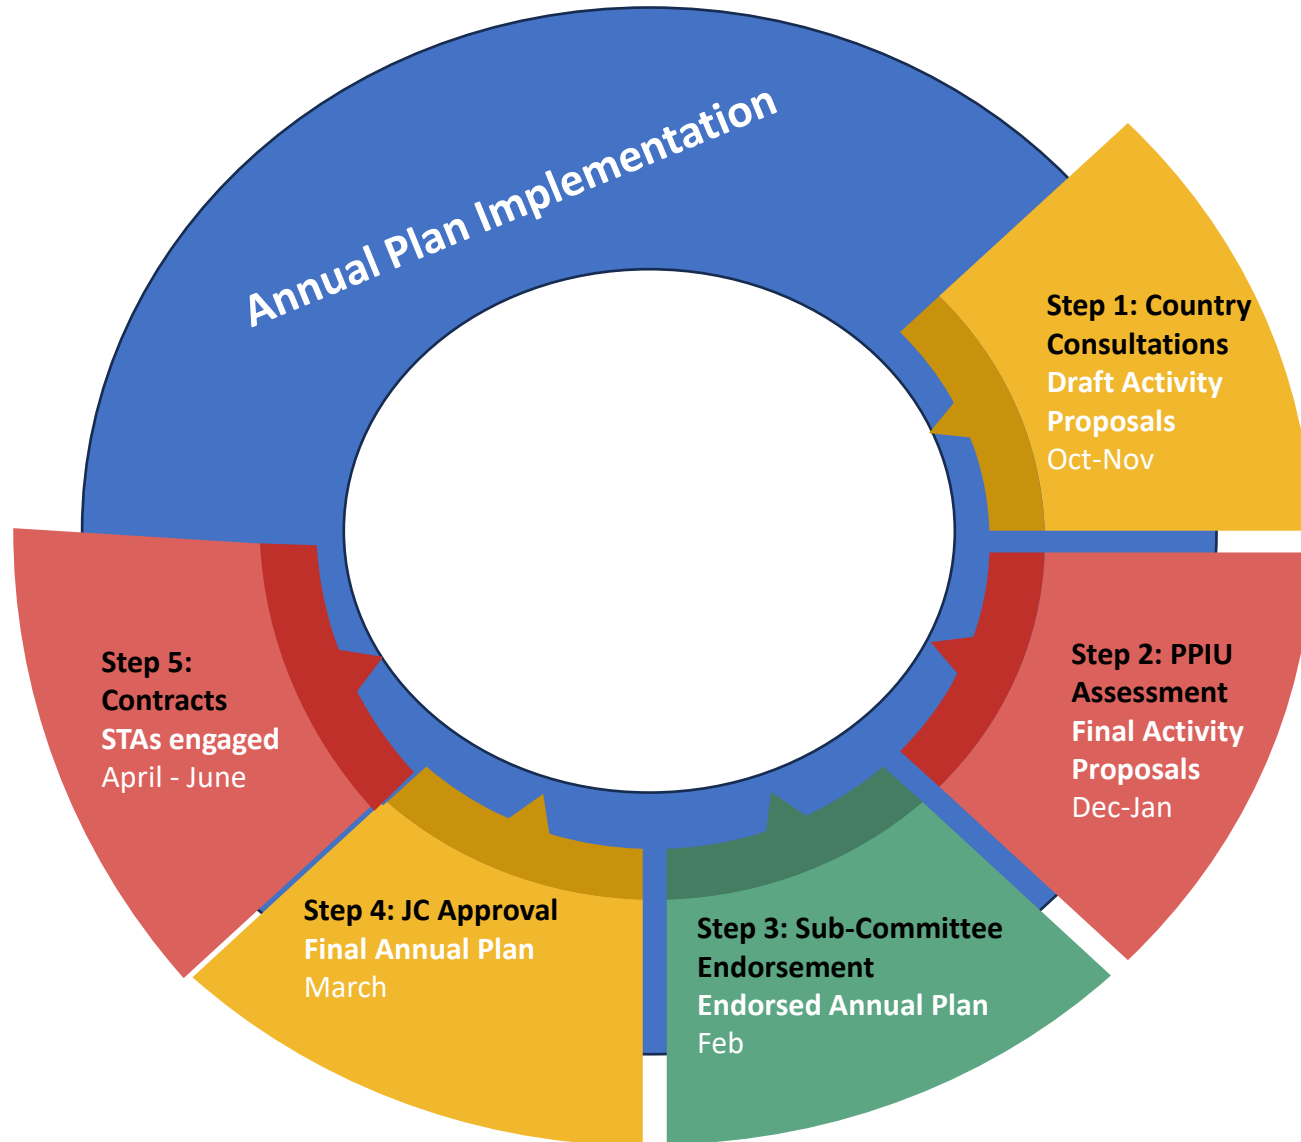 Annual Plan Implementation
Step 1: Country
Consultations
Draft Activity
Proposals
Oct-Nov
Step 2: PPIU
Assessment
Final Activity
Proposals
Dec-Jan
Step 3: Sub-Committee
Endorsement
Endorsed Annual Plan
Feb
Step 4: JC Approval
Final Annual Plan
March
Step 5:
Contracts
STAs engaged
April - June